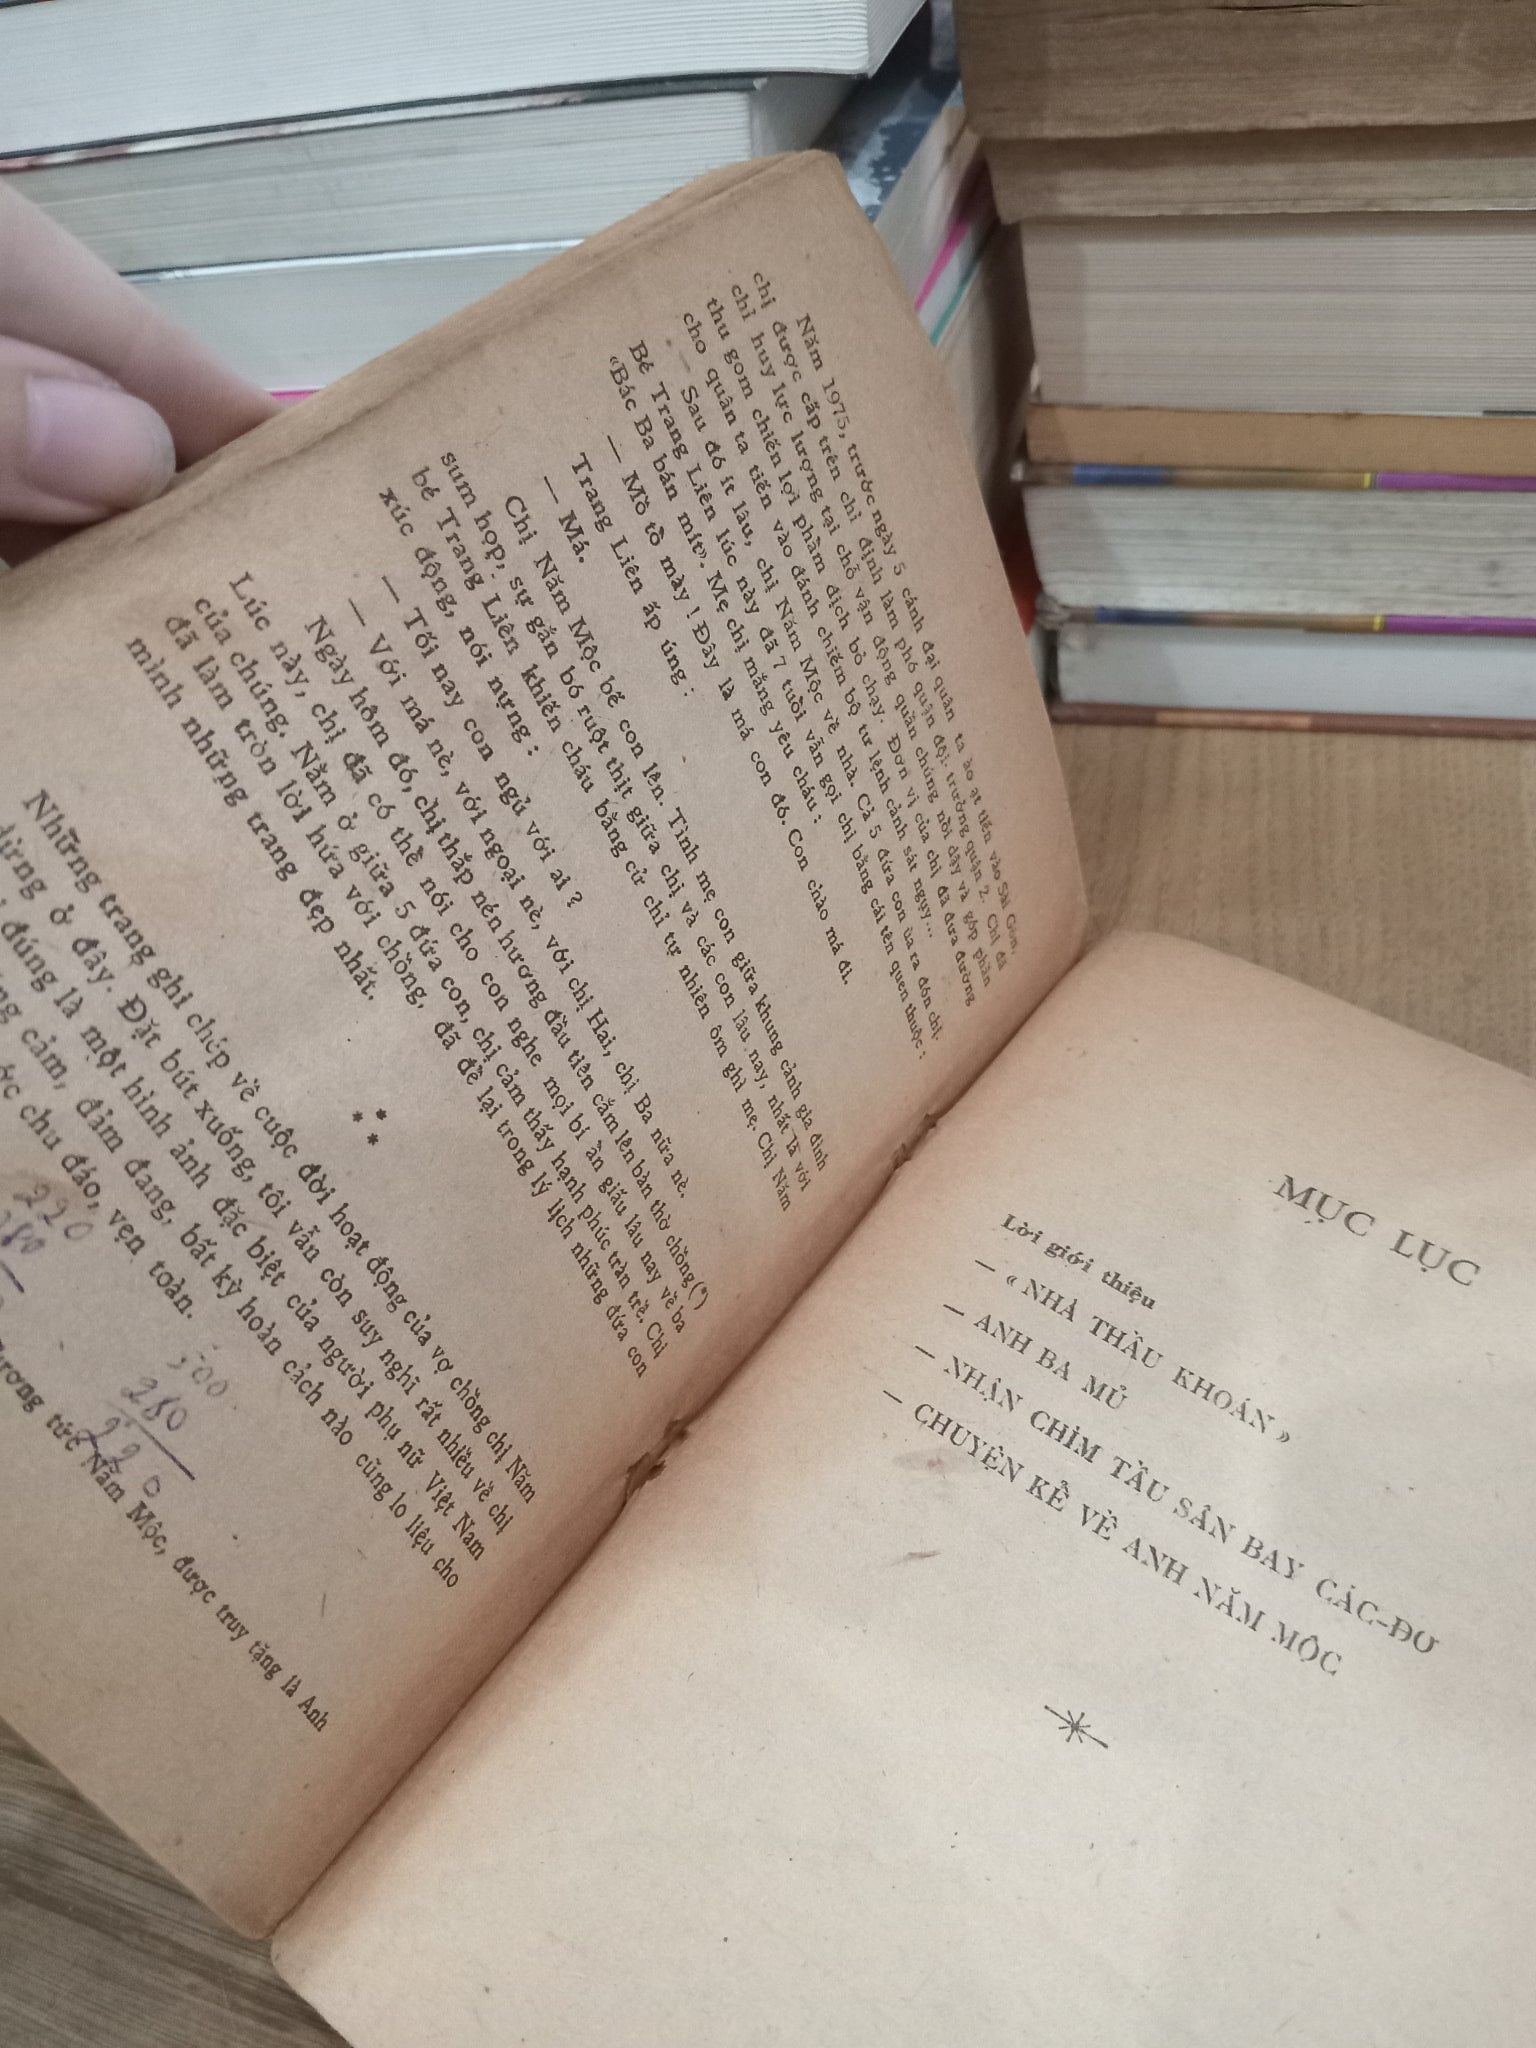 Năm 1975, trước ngày 5 cánh đại quân ta ào ạt tiến vào Sài Gòn,
chị được cấp trên chỉ định làm phó quận đội trưởng quận 2. Chị đã
chỉ huy lực lượng tại chỗ vận động quần chúng nổi dậy và góp phần
thu gom chiến lợi phẩm địch bỏ chạy. Đơn vị của chị đã đưa đường
cho quân ta tiến vào đánh chiếm bộ tư lệnh cảnh sát ngụy...
— Sau đó ít lâu, chị Năm Mộc về nhà. Cả 5 đứa con ùa ra đón chị.
Bé Trang Liên lúc này đã 7 tuổi vẫn gọi chị bằng cái tên quen thuộc:
«Bác Ba bán mít». Mẹ chị mắng yêu cháu:
— Mồ tổ mày! Đây là má con đó. Con chào má đi.
Trang Liên ấp úng:
— Má.
Chị Năm Mộc bế con lên. Tình mẹ con giữa khung cảnh gia đình
sum họp, sự gắn bó ruột thịt giữa chị và các con lâu nay, nhất là với
bé Trang Liên khiến cháu bằng cử chỉ tự nhiên ôm ghì mẹ. Chị Năm
xúc động, nói nựng:
— Tối nay con ngủ với ai?
— Với má nè, với ngoại nè, với chị Hai, chị Ba nữa nè.
Ngày hôm đó, chị thắp nén hương đầu tiên cắm lên bàn thờ chồng(*)
Lúc này, chị đã có thể nói cho con nghe mọi bí ẩn giấu lâu nay về ba
của chúng. Nằm ở giữa 5 đứa con, chị cảm thấy hạnh phúc tràn trề. Chị
đã làm tròn lời hứa với chồng, đã để lại trong lý lịch những đứa con
mình những trang đẹp nhất.
* * *
Những trang ghi chép về cuộc đời hoạt động của vợ chồng chị Năm
dừng ở đây. Đặt bút xuống, tôi vẫn còn suy nghĩ rất nhiều về chị
đúng là một hình ảnh đặc biệt của người phụ nữ Việt Nam
cảm, đảm đang, bất kỳ hoàn cảnh nào cũng lo liệu cho
chu đáo, vẹn toàn.
220
280
500
280
220
tức Năm Mộc, được truy tặng là Anh
MỤC LỤC
Lời giới thiệu
— « NHÀ THẦU KHOÁN »
— ANH BA MỦ
— NHẬN CHÌM TẦU SÂN BAY CÁC-ĐƠ
— CHUYỆN KỂ VỀ ANH NĂM MỘC